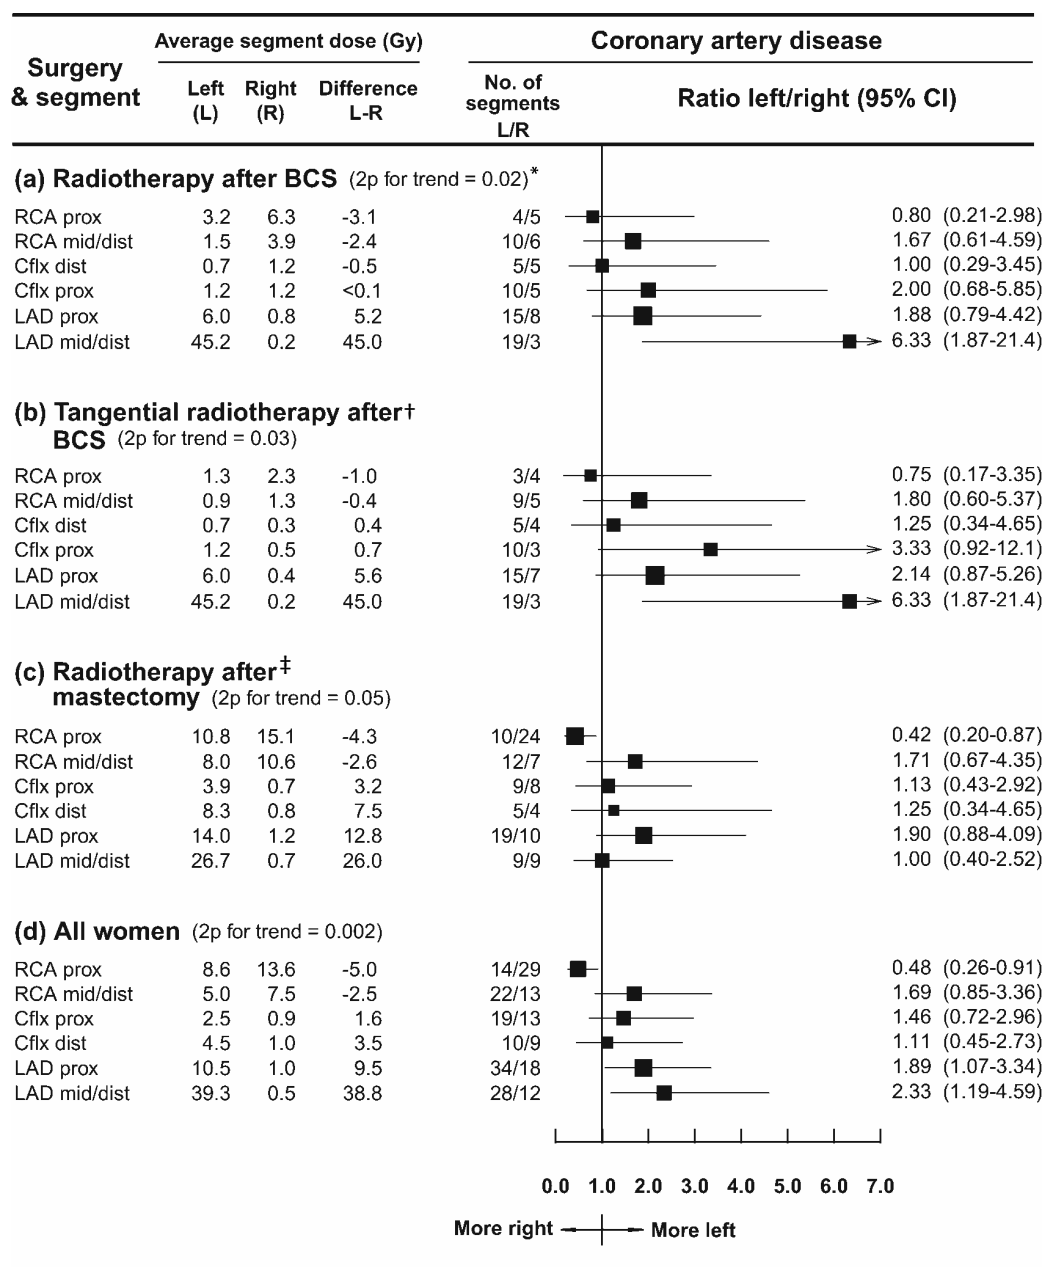 Surgery & segment
Average segment dose (Gy)
Left (L)
Right (R)
Difference L-R
Coronary artery disease
No. of segments L/R
Ratio left/right (95% CI)
(a) Radiotherapy after BCS (2p for trend = 0.02)*
RCA prox 3.2 6.3 -3.1 4/5 0.80 (0.21-2.98)
RCA mid/dist 1.5 3.9 -2.4 10/6 1.67 (0.61-4.59)
Cflx dist 0.7 1.2 -0.5 5/5 1.00 (0.29-3.45)
Cflx prox 1.2 1.2 <0.1 10/5 2.00 (0.68-5.85)
LAD prox 6.0 0.8 5.2 15/8 1.88 (0.79-4.42)
LAD mid/dist 45.2 0.2 45.0 19/3 6.33 (1.87-21.4)
(b) Tangential radiotherapy after†
BCS (2p for trend = 0.03)
RCA prox 1.3 2.3 -1.0 3/4 0.75 (0.17-3.35)
RCA mid/dist 0.9 1.3 -0.4 9/5 1.80 (0.60-5.37)
Cflx dist 0.7 0.3 0.4 5/4 1.25 (0.34-4.65)
Cflx prox 1.2 0.5 0.7 10/3 3.33 (0.92-12.1)
LAD prox 6.0 0.4 5.6 15/7 2.14 (0.87-5.26)
LAD mid/dist 45.2 0.2 45.0 19/3 6.33 (1.87-21.4)
(c) Radiotherapy after‡
mastectomy (2p for trend = 0.05)
RCA prox 10.8 15.1 -4.3 10/24 0.42 (0.20-0.87)
RCA mid/dist 8.0 10.6 -2.6 12/7 1.71 (0.67-4.35)
Cflx prox 3.9 0.7 3.2 9/8 1.13 (0.43-2.92)
Cflx dist 8.3 0.8 7.5 5/4 1.25 (0.34-4.65)
LAD prox 14.0 1.2 12.8 19/10 1.90 (0.88-4.09)
LAD mid/dist 26.7 0.7 26.0 9/9 1.00 (0.40-2.52)
(d) All women (2p for trend = 0.002)
RCA prox 8.6 13.6 -5.0 14/29 0.48 (0.26-0.91)
RCA mid/dist 5.0 7.5 -2.5 22/13 1.69 (0.85-3.36)
Cflx prox 2.5 0.9 1.6 19/13 1.46 (0.72-2.96)
Cflx dist 4.5 1.0 3.5 10/9 1.11 (0.45-2.73)
LAD prox 10.5 1.0 9.5 34/18 1.89 (1.07-3.34)
LAD mid/dist 39.3 0.5 38.8 28/12 2.33 (1.19-4.59)
0.0 1.0 2.0 3.0 4.0 5.0 6.0 7.0
More right More left